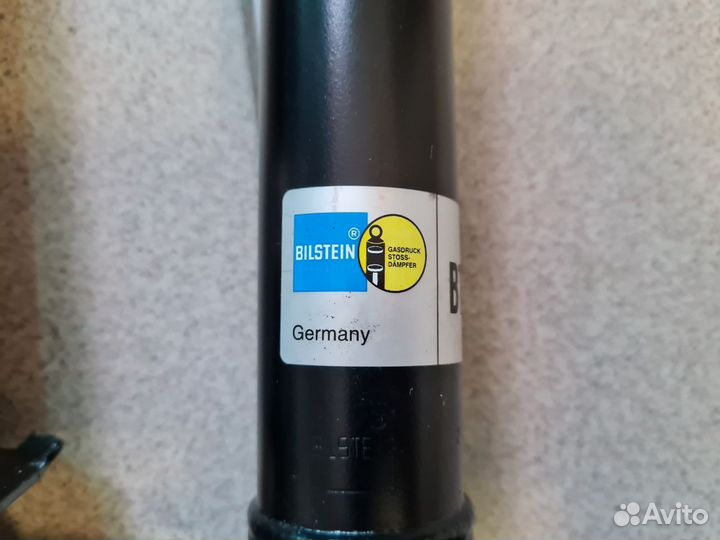 BILSTEIN ®
GASDRUCK
STOSS-
DÄMPFER
Germany
B
Avito